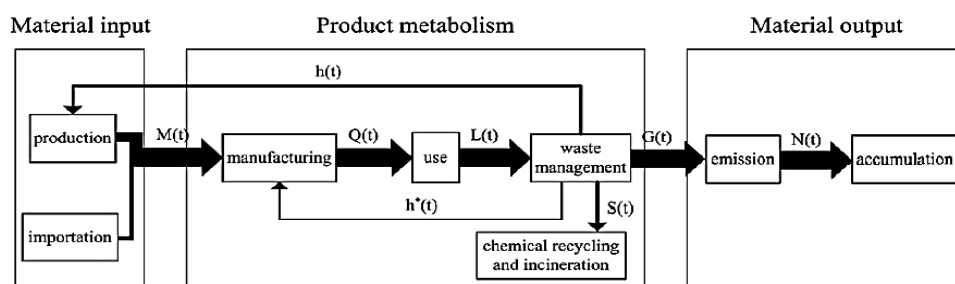 Material input
Product metabolism
Material output
h(t)
production
M(t)
manufacturing
Q(t)
use
L(t)
waste
management
G(t)
emission
N(t)
accumulation
h*(t)
S(t)
importation
chemical recycling
and incineration